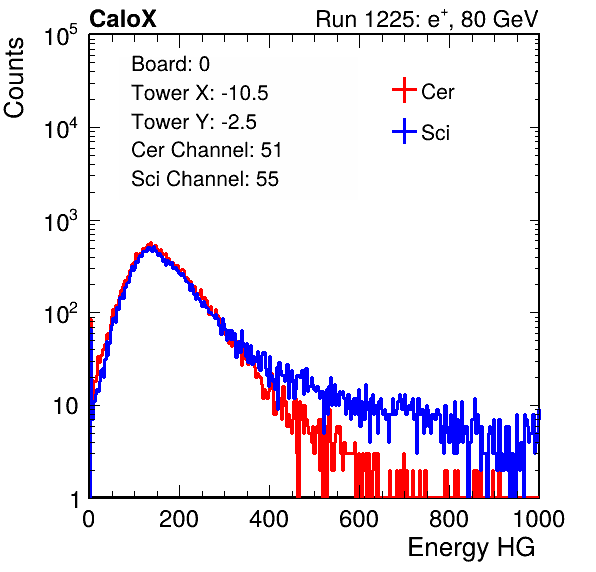 CaloX
Run 1225: e⁺, 80 GeV
Counts
10⁵
10⁴
10³
10²
10
1
Board: 0
Tower X: -10.5
Tower Y: -2.5
Cer Channel: 51
Sci Channel: 55
Cer
Sci
0 200 400 600 800 1000
Energy HG